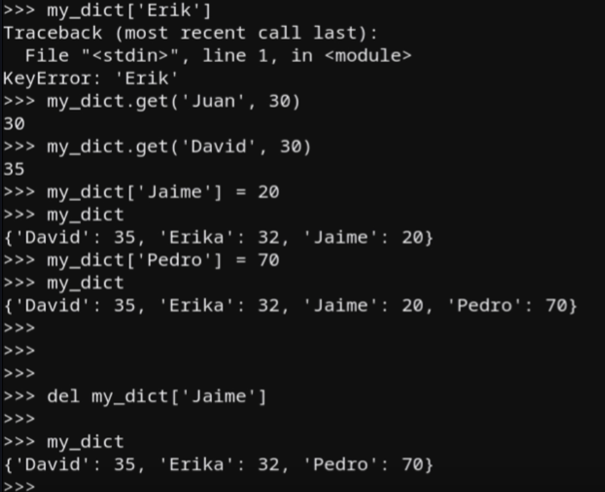 >>> my_dict['Erik']
Traceback (most recent call last):
  File "<stdin>", line 1, in <module>
KeyError: 'Erik'
>>> my_dict.get('Juan', 30)
30
>>> my_dict.get('David', 30)
35
>>> my_dict['Jaime'] = 20
>>> my_dict
{'David': 35, 'Erika': 32, 'Jaime': 20}
>>> my_dict['Pedro'] = 70
>>> my_dict
{'David': 35, 'Erika': 32, 'Jaime': 20, 'Pedro': 70}
>>>
>>>
>>>
>>> del my_dict['Jaime']
>>>
>>> my_dict
{'David': 35, 'Erika': 32, 'Pedro': 70}
>>>